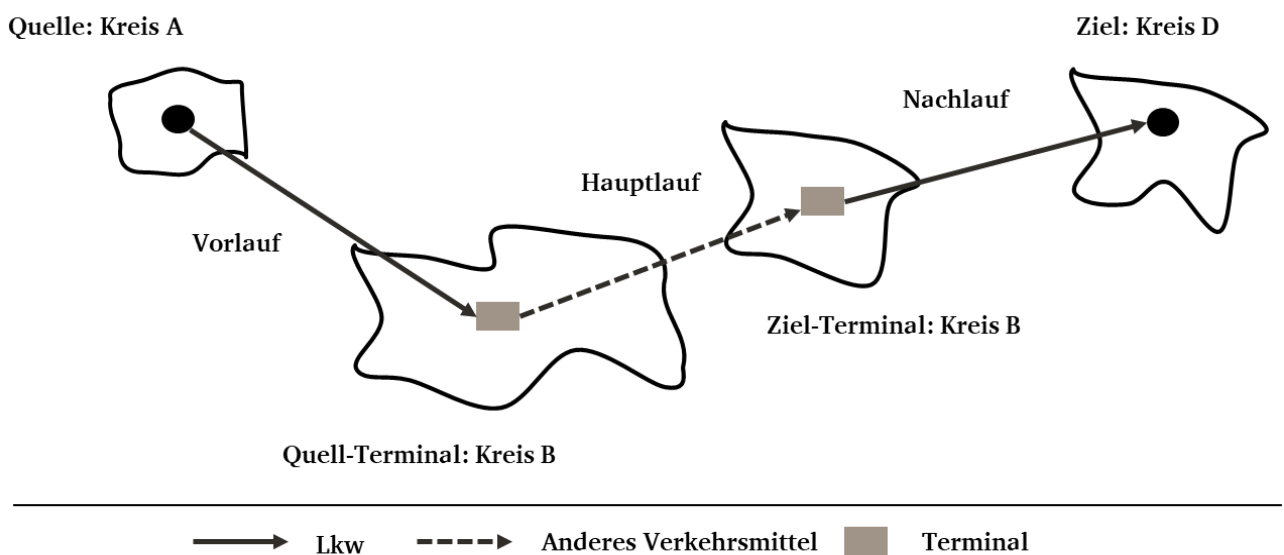 Quelle: Kreis A
Ziel: Kreis D
Nachlauf
Hauptlauf
Vorlauf
Ziel-Terminal: Kreis B
Quell-Terminal: Kreis B
Lkw
Anderes Verkehrsmittel
Terminal